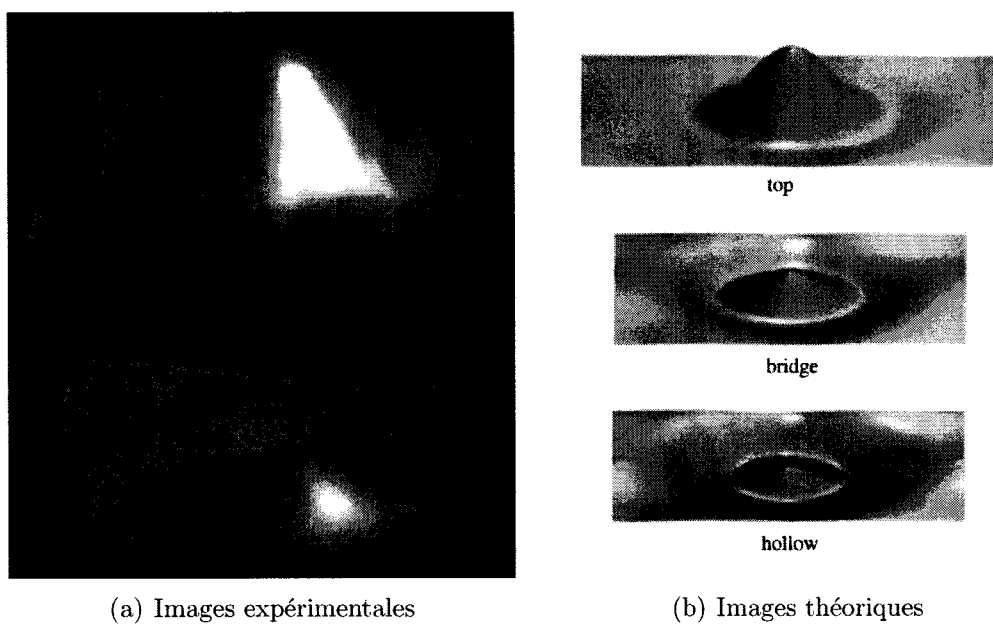 top
bridge
hollow
(a) Images expérimentales
(b) Images théoriques